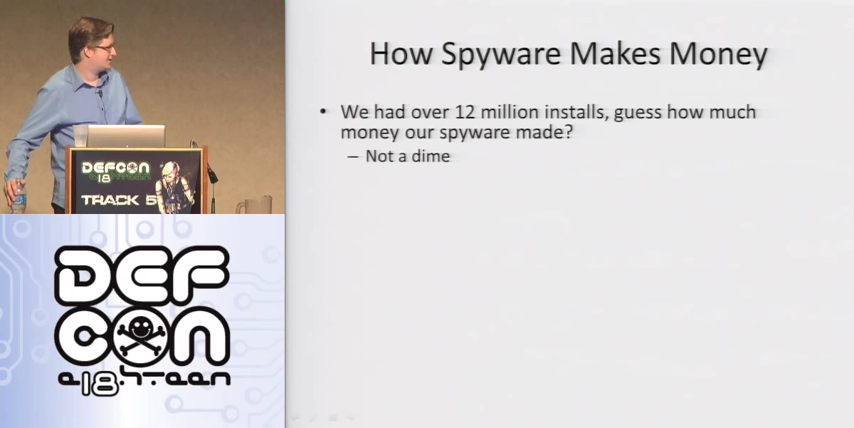 DEFCON
18
TRACK 5
DEF
CON
e18hteen
How Spyware Makes Money
• We had over 12 million installs, guess how much
money our spyware made?
– Not a dime